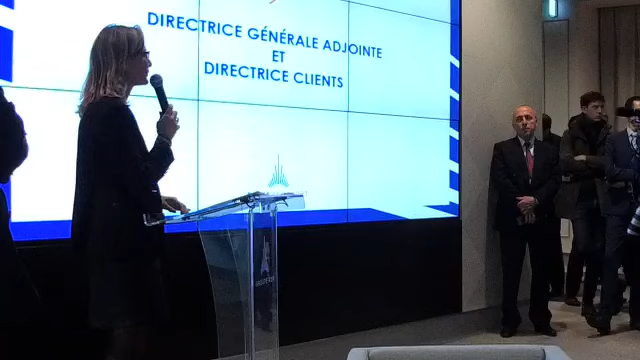 DIRECTRICE GÉNÉRALE ADJOINTE
ET
DIRECTRICE CLIENTS